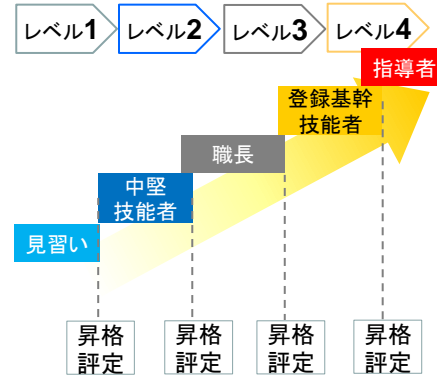 レベル1
レベル2
レベル3
レベル4
指導者
登録基幹
技能者
職長
中堅
技能者
見習い
昇格
評定
昇格
評定
昇格
評定
昇格
評定